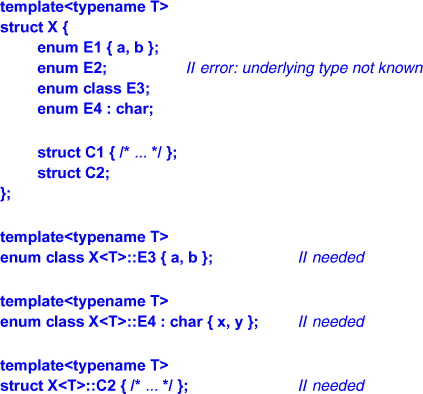 template<typename T>
struct X {
enum E1 { a, b };
enum E2; // error: underlying type not known
enum class E3;
enum E4 : char;
struct C1 { /* ... */ };
struct C2;
};
template<typename T>
enum class X<T>::E3 { a, b }; // needed
template<typename T>
enum class X<T>::E4 : char { x, y }; // needed
template<typename T>
struct X<T>::C2 { /* ... */ }; // needed